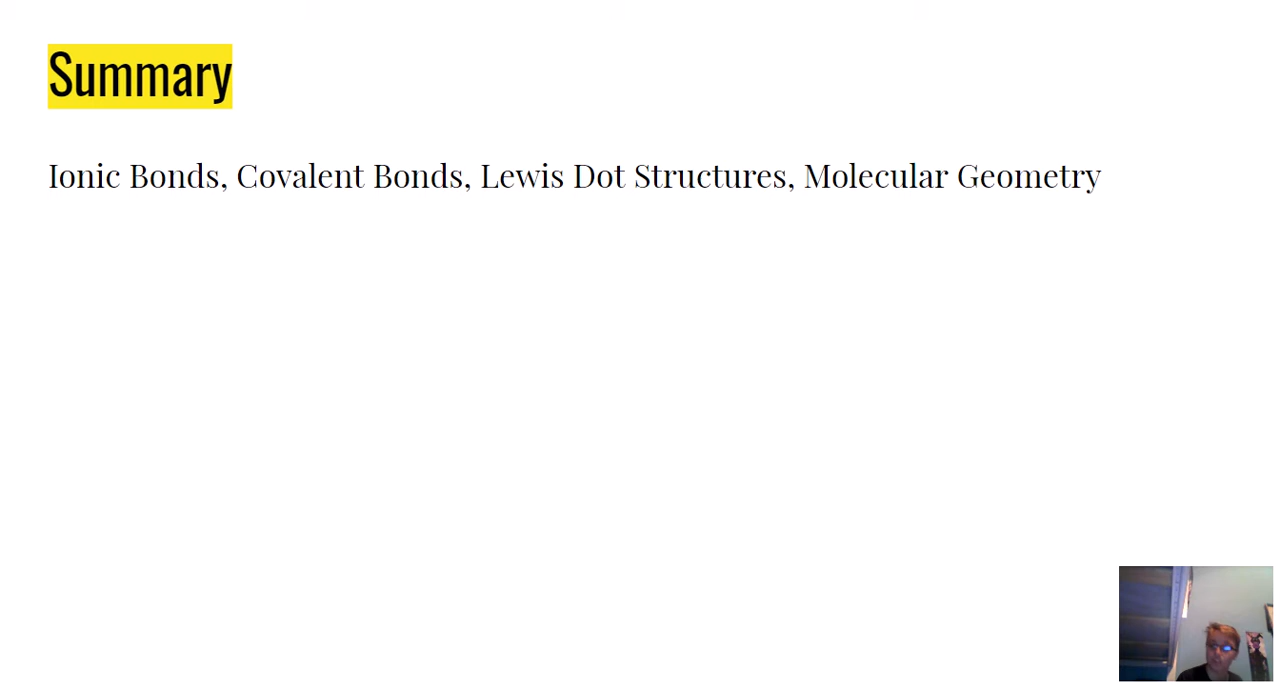 Summary
Ionic Bonds, Covalent Bonds, Lewis Dot Structures, Molecular Geometry